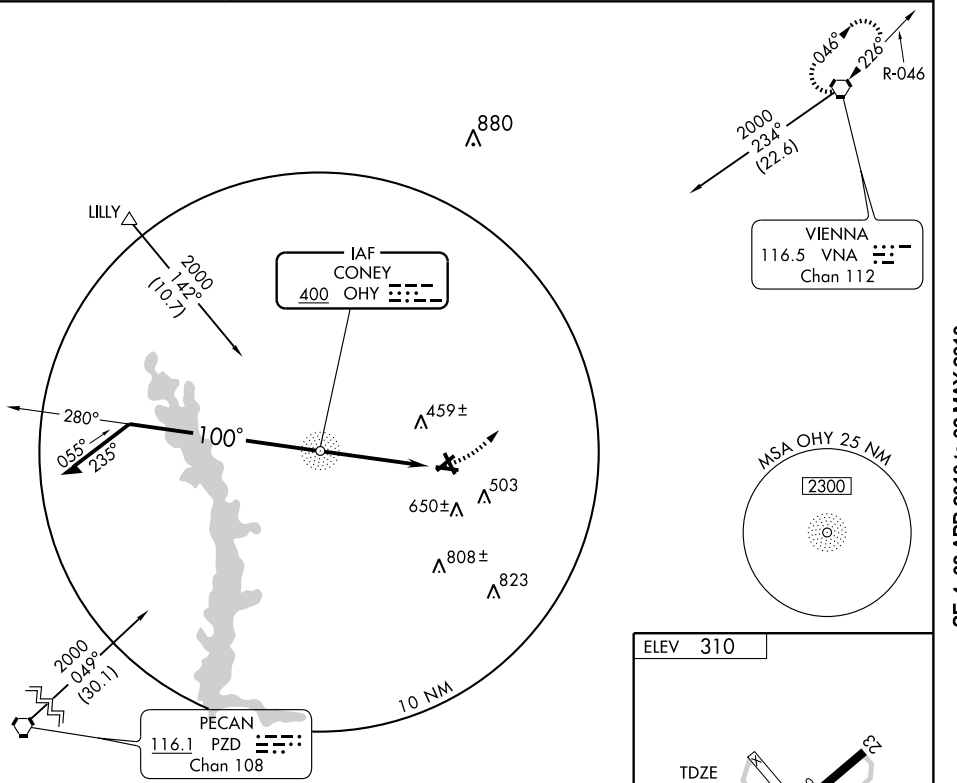 046°
226°
R-046
2000
234°
(22.6)
880
LILLY
2000
142°
(10.7)
IAF
CONEY
400 OHY
VIENNA
116.5 VNA
Chan 112
280°
100°
055°
235°
459±
503
650±
808±
823
MSA OHY 25 NM
2300
2000
049°
(30.1)
10 NM
PECAN
116.1 PZD
Chan 108
ELEV 310
TDZE
23